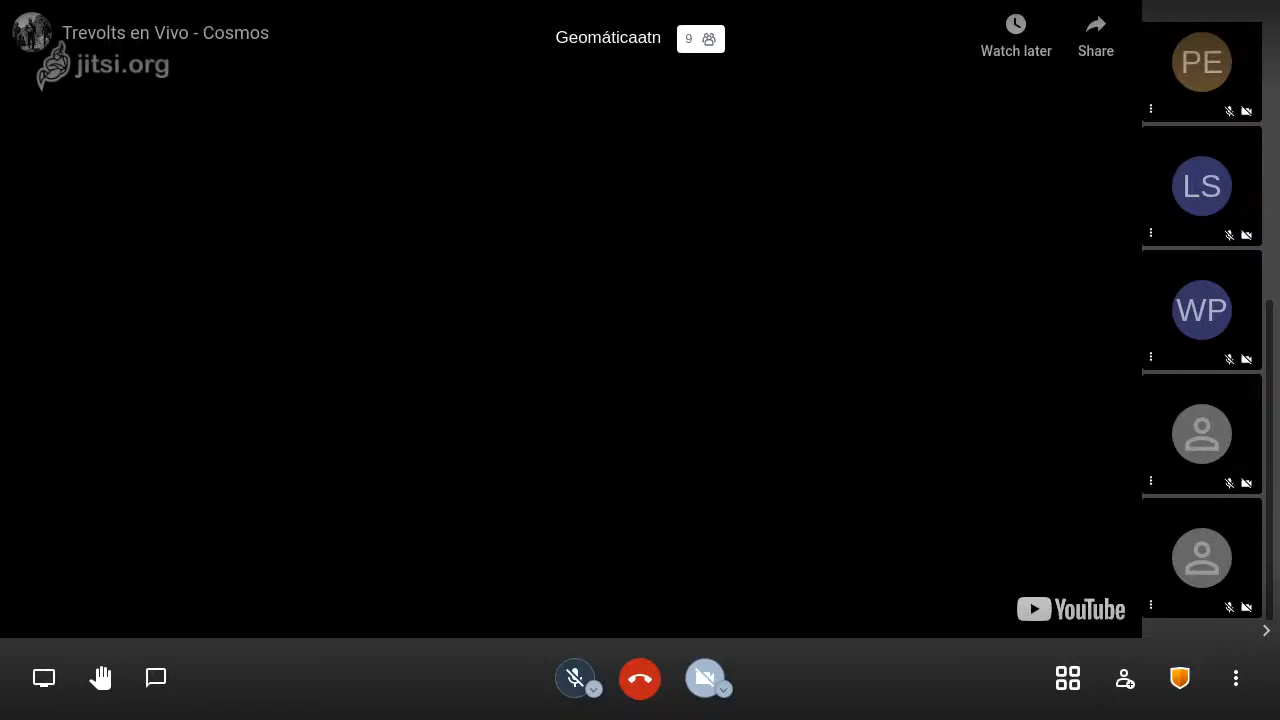 Trevolts en Vivo - Cosmos
jitsi.org
Geomáticaatn
9
Watch later
Share
PE
LS
WP
YouTube